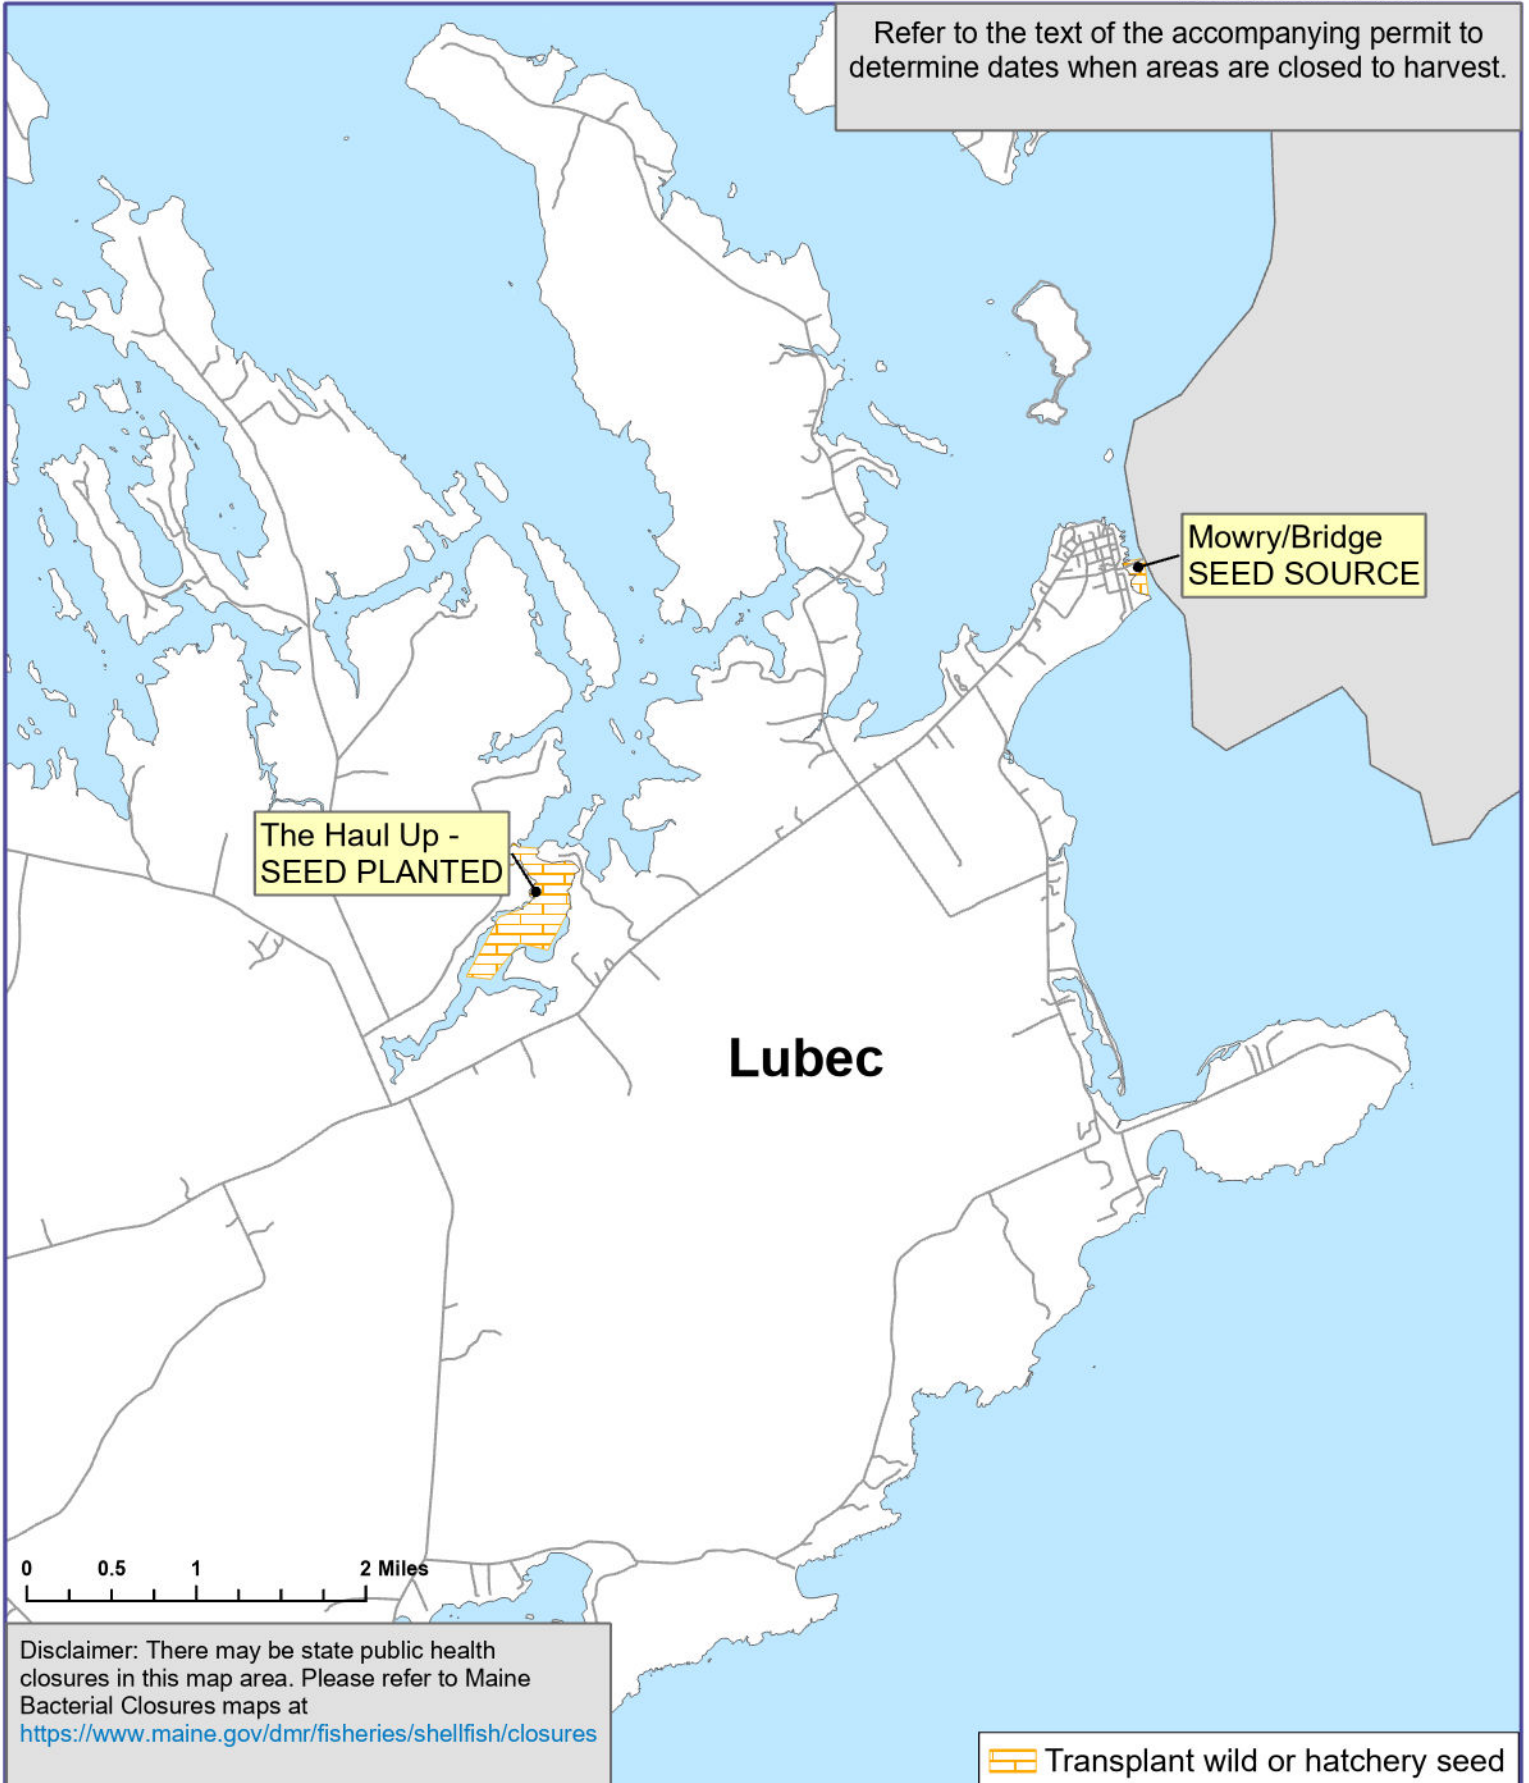 Refer to the text of the accompanying permit to
determine dates when areas are closed to harvest.
Mowry/Bridge
SEED SOURCE
The Haul Up -
SEED PLANTED
Lubec
0 0.5 1 2 Miles
Disclaimer: There may be state public health
closures in this map area. Please refer to Maine
Bacterial Closures maps at
https://www.maine.gov/dmr/fisheries/shellfish/closures
Transplant wild or hatchery seed